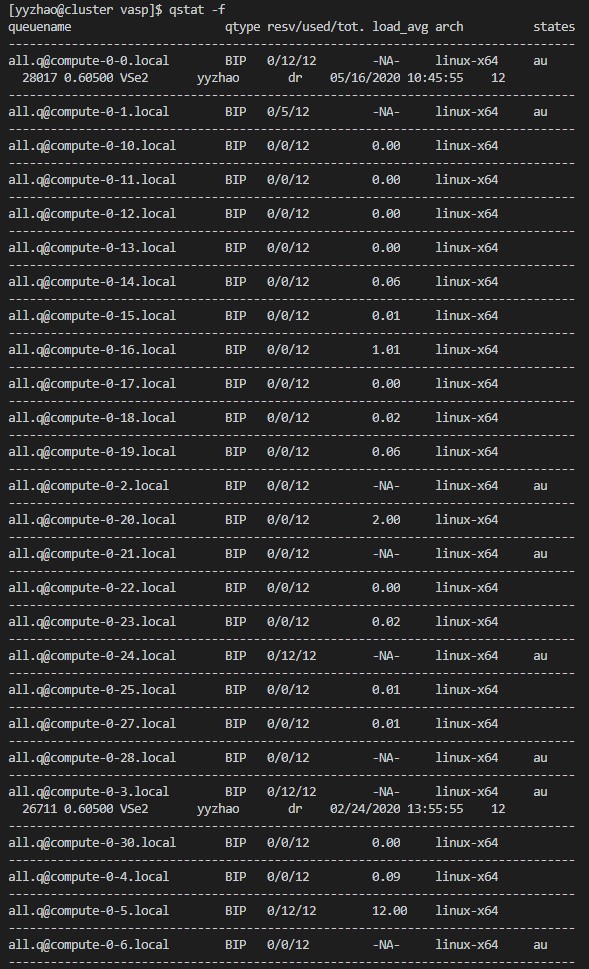 [yyzhao@cluster vasp]$ qstat -f
queuename                      qtype resv/used/tot. load_avg arch          states
---------------------------------------------------------------------------------
all.q@compute-0-0.local        BIP   0/12/12        -NA-     linux-x64     au
  28017 0.60500 VSe2       yyzhao       dr    05/16/2020 10:45:55    12
---------------------------------------------------------------------------------
all.q@compute-0-1.local        BIP   0/5/12         -NA-     linux-x64     au
---------------------------------------------------------------------------------
all.q@compute-0-10.local       BIP   0/0/12         0.00     linux-x64
---------------------------------------------------------------------------------
all.q@compute-0-11.local       BIP   0/0/12         0.00     linux-x64
---------------------------------------------------------------------------------
all.q@compute-0-12.local       BIP   0/0/12         0.00     linux-x64
---------------------------------------------------------------------------------
all.q@compute-0-13.local       BIP   0/0/12         0.00     linux-x64
---------------------------------------------------------------------------------
all.q@compute-0-14.local       BIP   0/0/12         0.06     linux-x64
---------------------------------------------------------------------------------
all.q@compute-0-15.local       BIP   0/0/12         0.01     linux-x64
---------------------------------------------------------------------------------
all.q@compute-0-16.local       BIP   0/0/12         1.01     linux-x64
---------------------------------------------------------------------------------
all.q@compute-0-17.local       BIP   0/0/12         0.00     linux-x64
---------------------------------------------------------------------------------
all.q@compute-0-18.local       BIP   0/0/12         0.02     linux-x64
---------------------------------------------------------------------------------
all.q@compute-0-19.local       BIP   0/0/12         0.06     linux-x64
---------------------------------------------------------------------------------
all.q@compute-0-2.local        BIP   0/0/12         -NA-     linux-x64     au
---------------------------------------------------------------------------------
all.q@compute-0-20.local       BIP   0/0/12         2.00     linux-x64
---------------------------------------------------------------------------------
all.q@compute-0-21.local       BIP   0/0/12         -NA-     linux-x64     au
---------------------------------------------------------------------------------
all.q@compute-0-22.local       BIP   0/0/12         0.00     linux-x64
---------------------------------------------------------------------------------
all.q@compute-0-23.local       BIP   0/0/12         0.02     linux-x64
---------------------------------------------------------------------------------
all.q@compute-0-24.local       BIP   0/12/12        -NA-     linux-x64     au
---------------------------------------------------------------------------------
all.q@compute-0-25.local       BIP   0/0/12         0.01     linux-x64
---------------------------------------------------------------------------------
all.q@compute-0-27.local       BIP   0/0/12         0.01     linux-x64
---------------------------------------------------------------------------------
all.q@compute-0-28.local       BIP   0/0/12         -NA-     linux-x64     au
---------------------------------------------------------------------------------
all.q@compute-0-3.local        BIP   0/12/12        -NA-     linux-x64     au
  26711 0.60500 VSe2       yyzhao       dr    02/24/2020 13:55:55    12
---------------------------------------------------------------------------------
all.q@compute-0-30.local       BIP   0/0/12         0.00     linux-x64
---------------------------------------------------------------------------------
all.q@compute-0-4.local        BIP   0/0/12         0.09     linux-x64
---------------------------------------------------------------------------------
all.q@compute-0-5.local        BIP   0/12/12        12.00    linux-x64
---------------------------------------------------------------------------------
all.q@compute-0-6.local        BIP   0/0/12         -NA-     linux-x64     au
---------------------------------------------------------------------------------